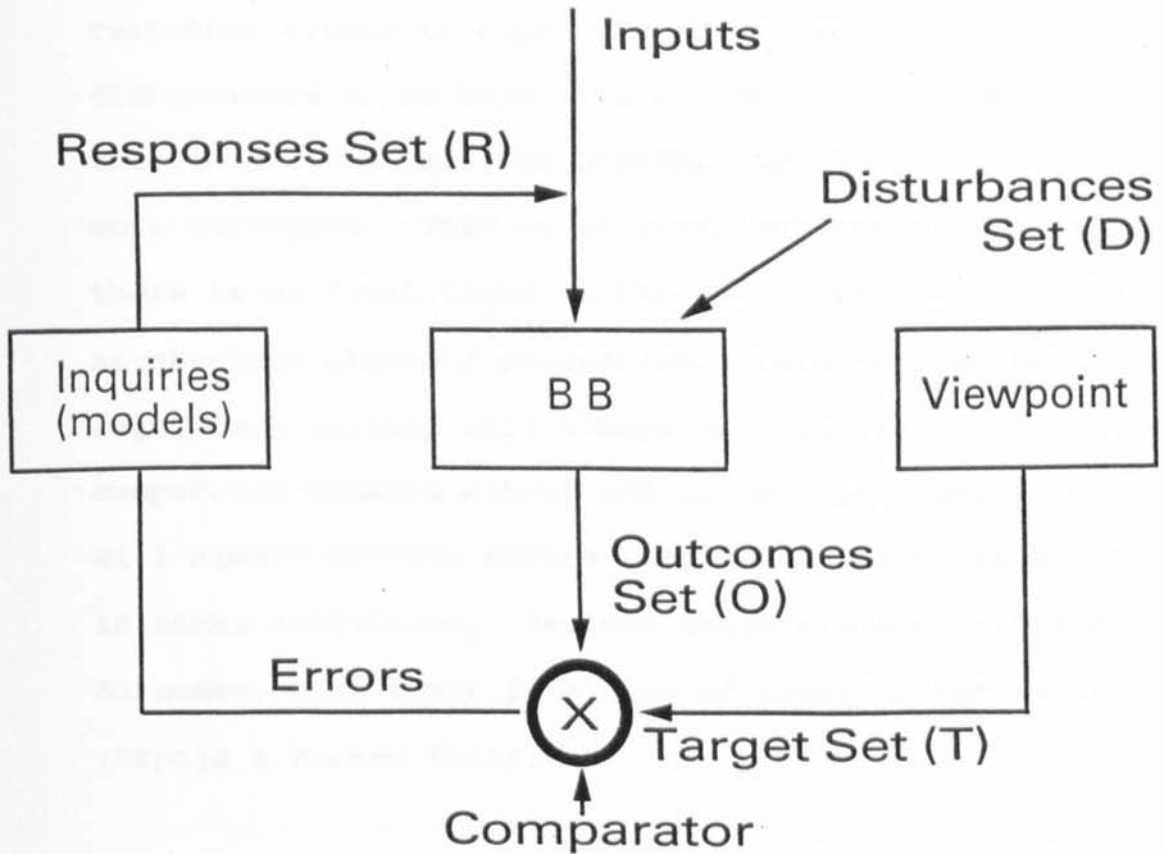 Inputs
Responses Set (R)
Disturbances
Set (D)
Inquiries
(models)
B B
Viewpoint
Outcomes
Set (O)
Errors
X
Target Set (T)
Comparator